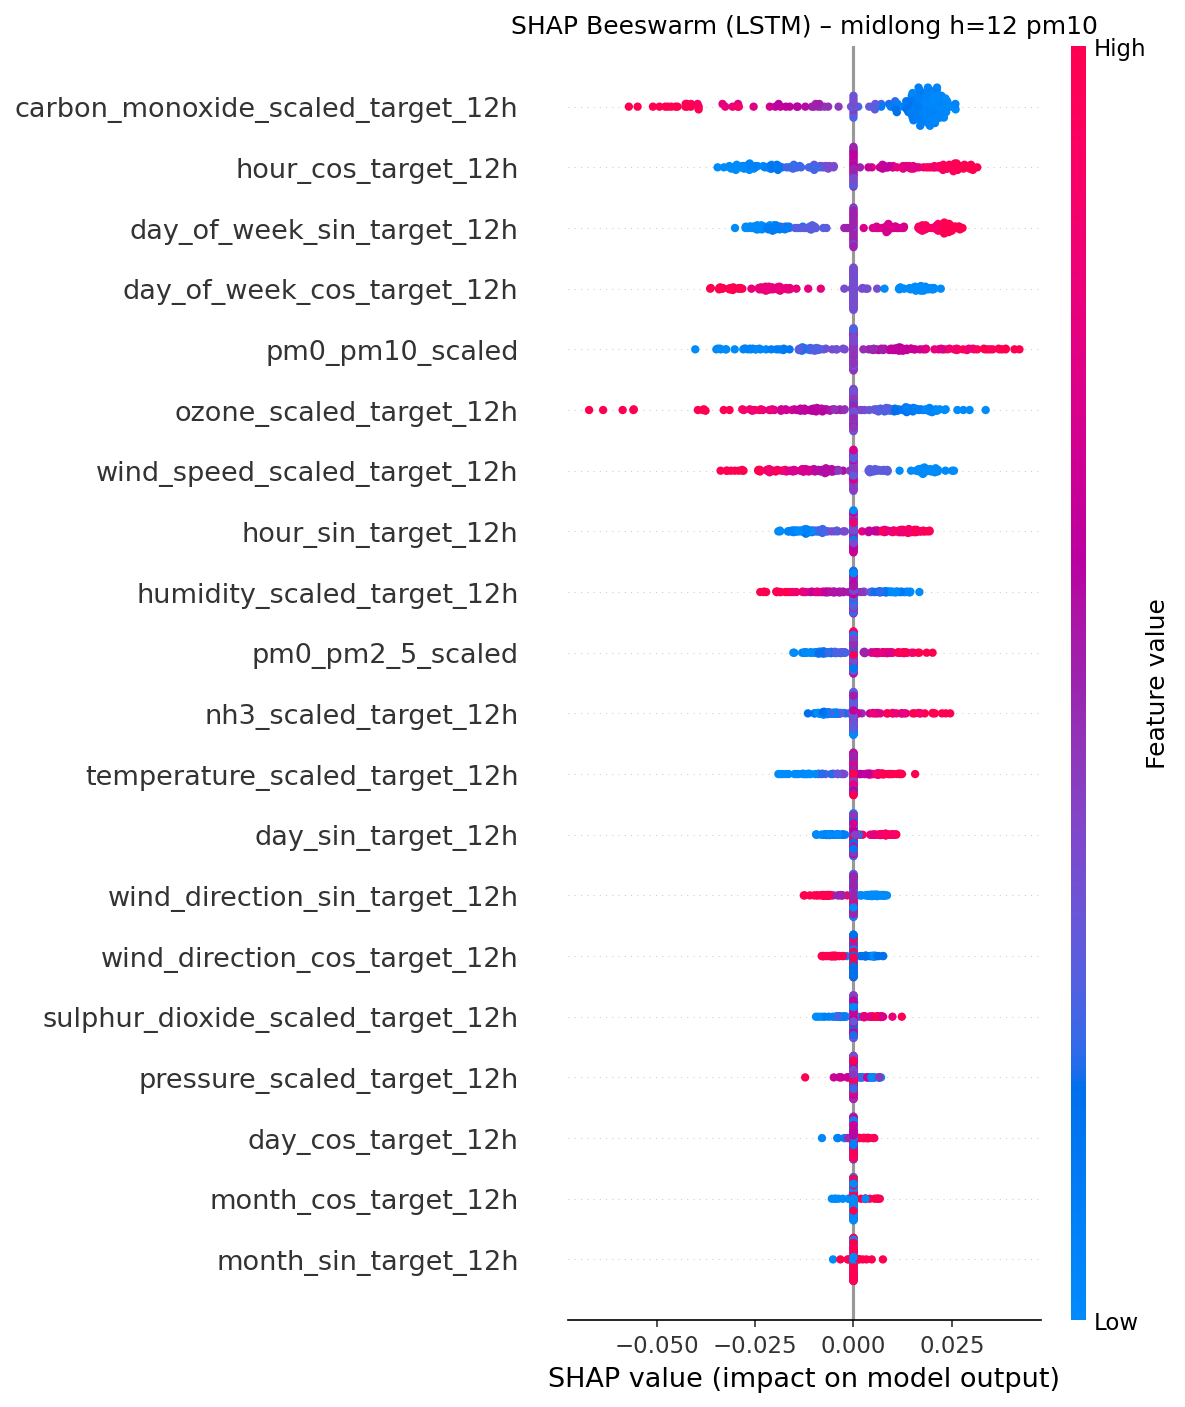 SHAP Beeswarm (LSTM) – midlong h=12 pm10
High
carbon_monoxide_scaled_target_12h
hour_cos_target_12h
day_of_week_sin_target_12h
day_of_week_cos_target_12h
pm0_pm10_scaled
ozone_scaled_target_12h
wind_speed_scaled_target_12h
hour_sin_target_12h
humidity_scaled_target_12h
pm0_pm2_5_scaled
nh3_scaled_target_12h
temperature_scaled_target_12h
day_sin_target_12h
wind_direction_sin_target_12h
wind_direction_cos_target_12h
sulphur_dioxide_scaled_target_12h
pressure_scaled_target_12h
day_cos_target_12h
month_cos_target_12h
month_sin_target_12h
Feature value
Low
−0.050 −0.025 0.000 0.025
SHAP value (impact on model output)